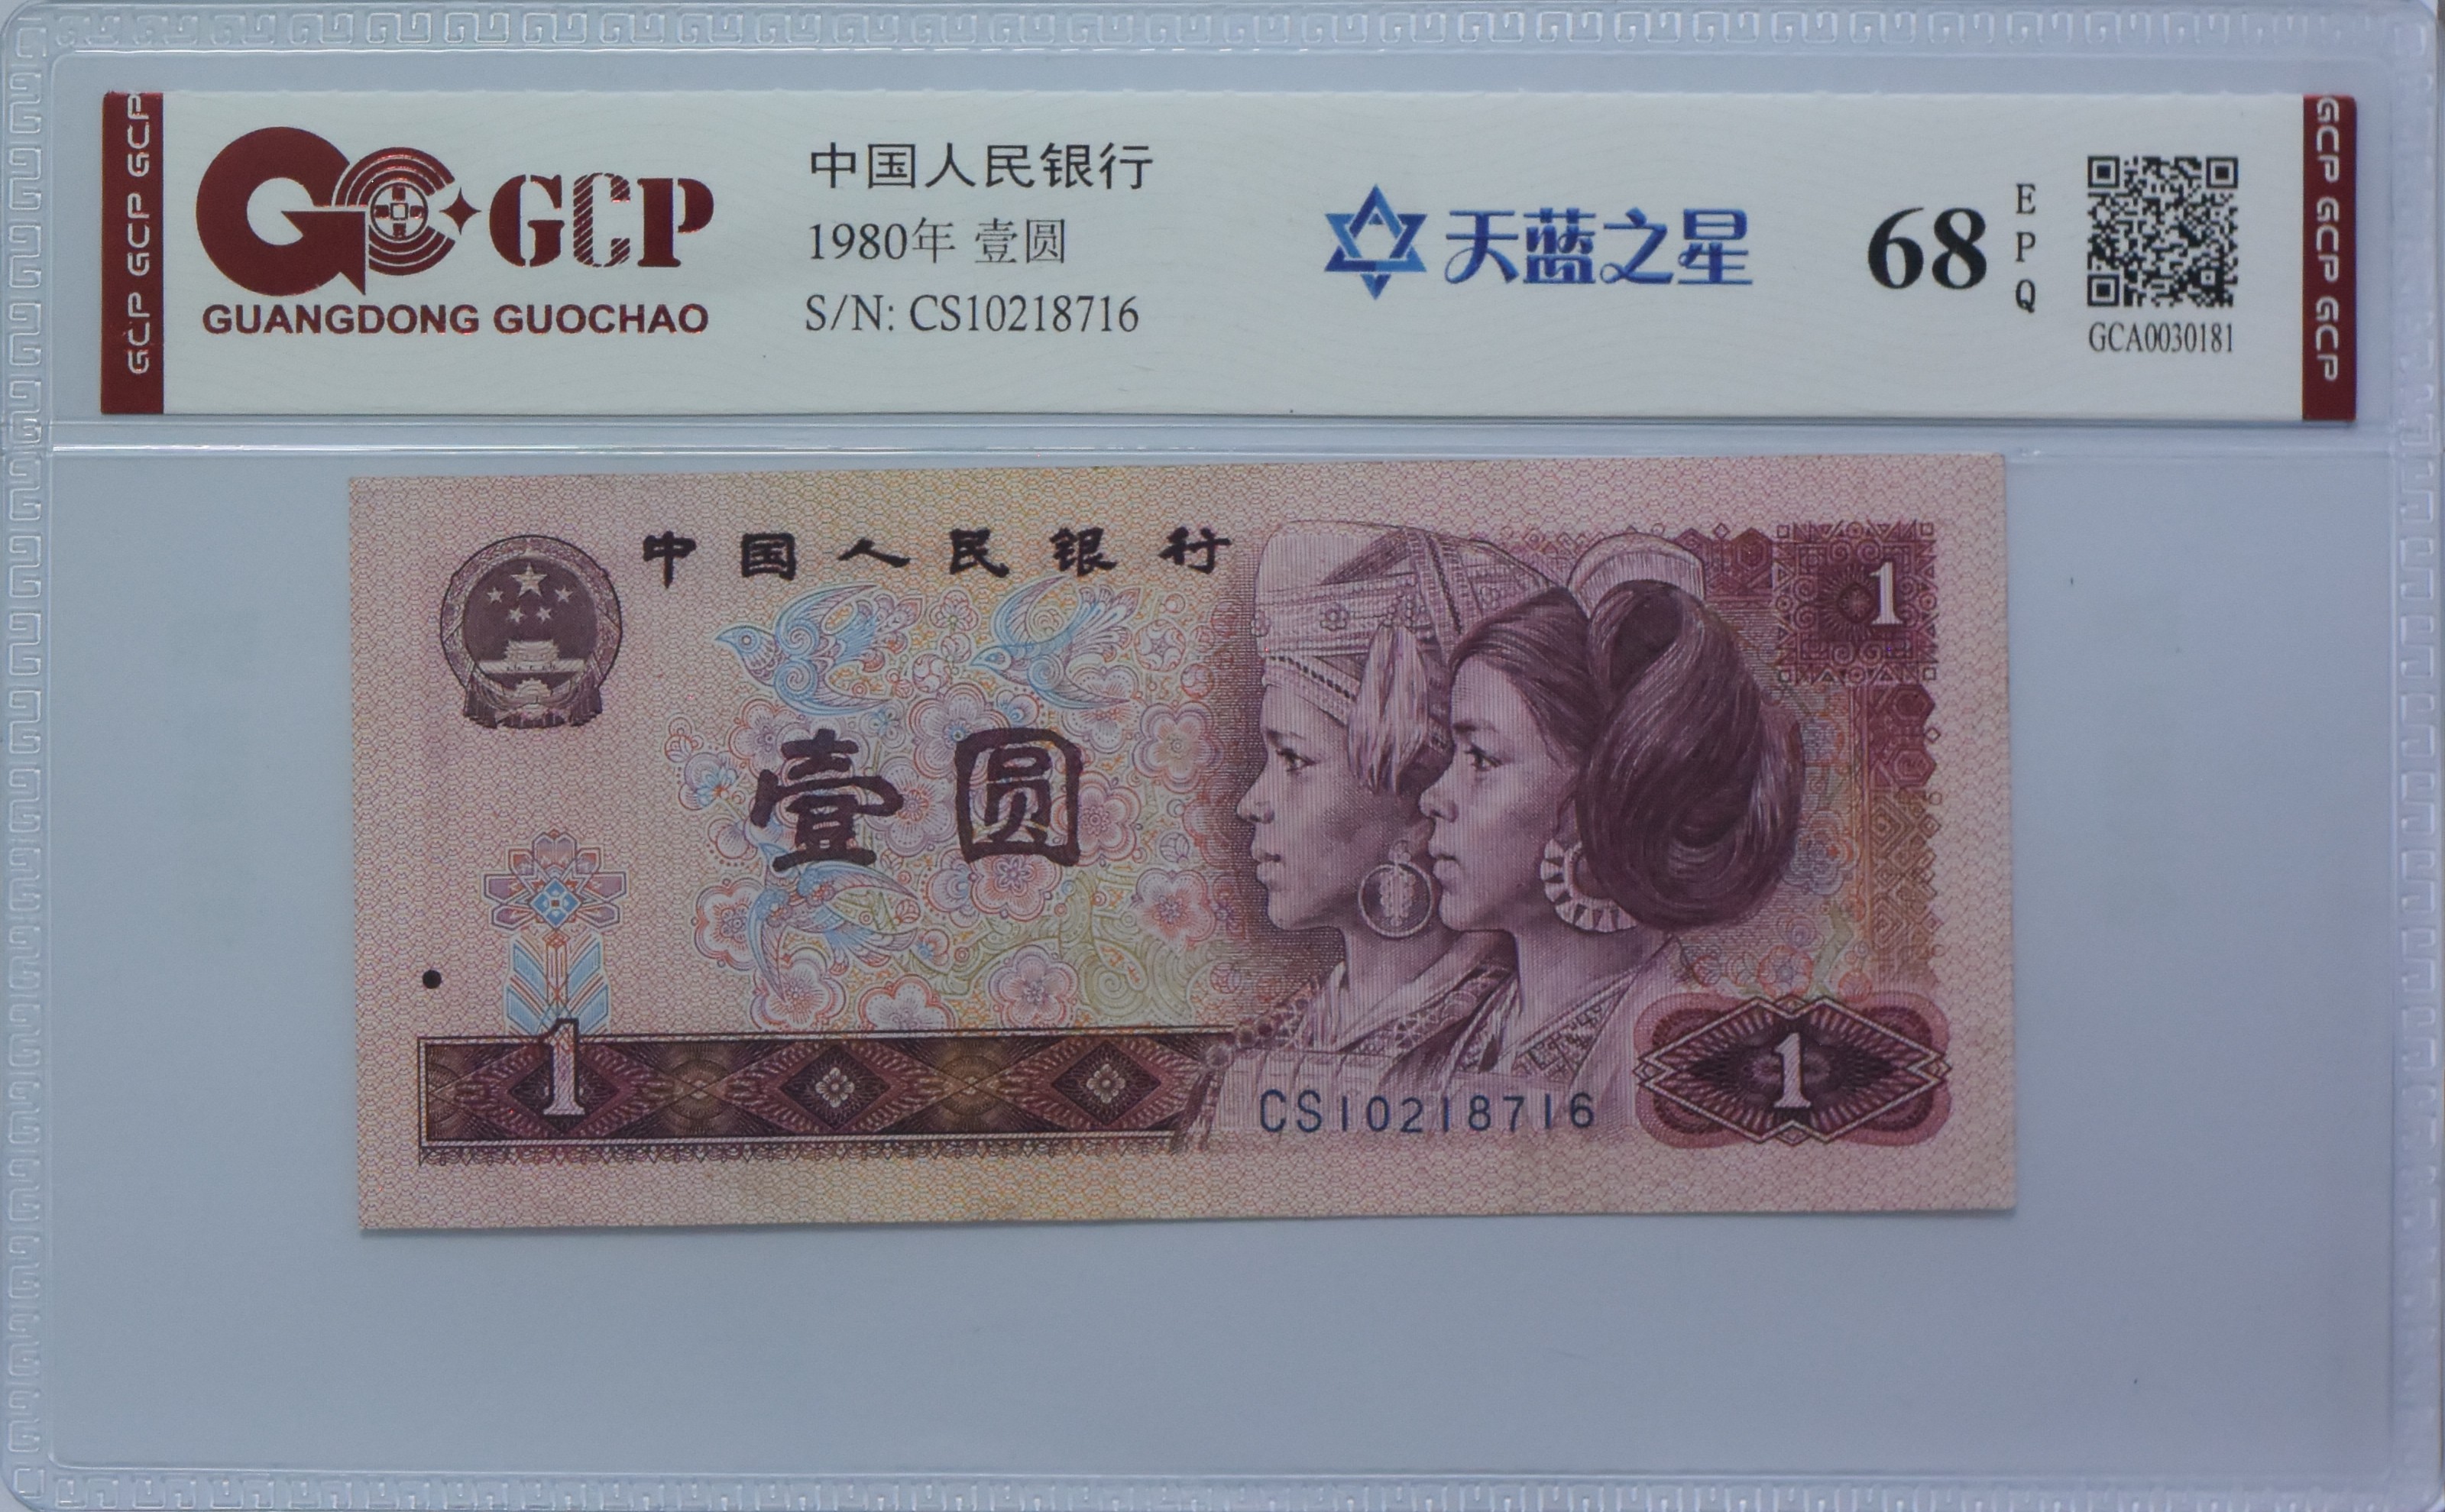 GCP GCP GCP
GCP
GUANGDONG GUOCHAO
中国人民银行
1980年 壹圆
S/N: CS10218716
天蓝之星
68
EPQ
GCA0030181
GCP GCP GCP
中国人民银行
1
壹圆
1
CS10218716
1